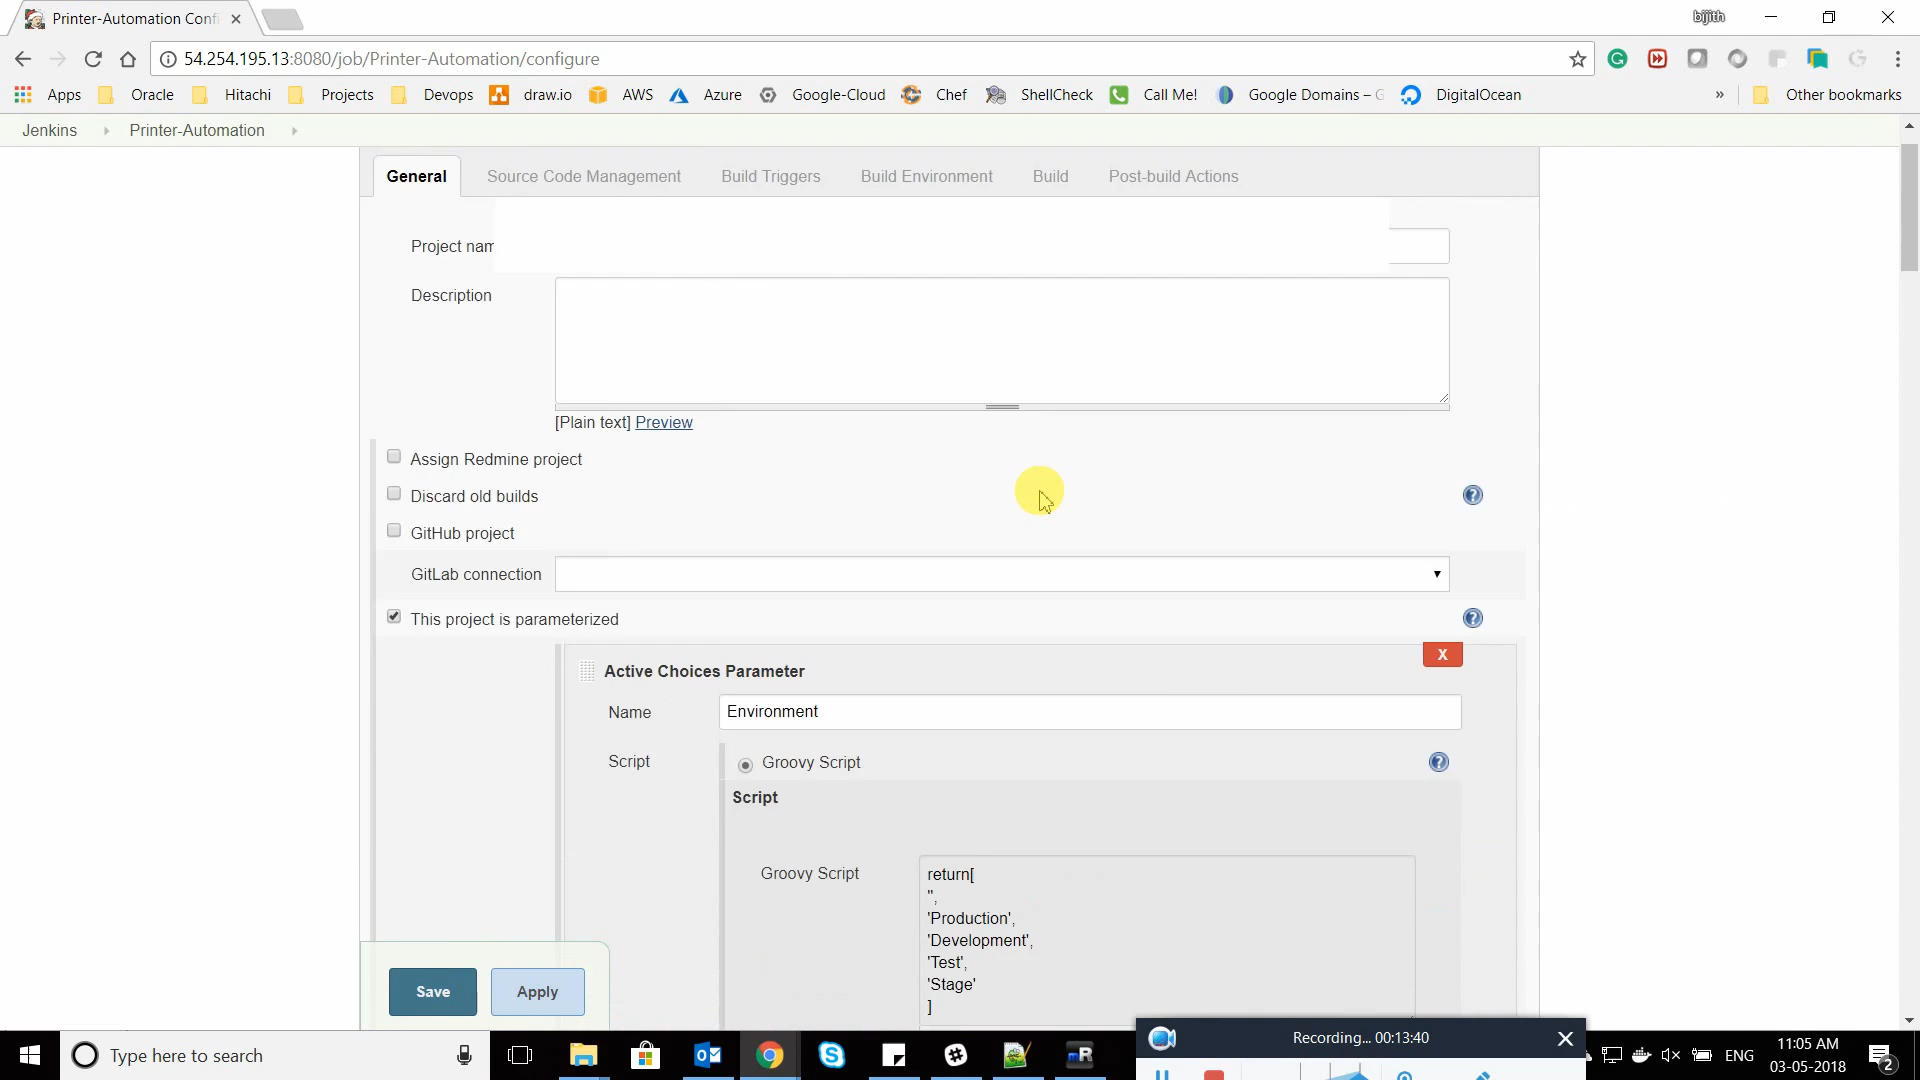 Printer-Automation Confi
bijith
54.254.195.13:8080/job/Printer-Automation/configure
Apps Oracle Hitachi Projects Devops draw.io AWS Azure Google-Cloud Chef ShellCheck Call Me! Google Domains – G DigitalOcean » Other bookmarks
Jenkins Printer-Automation
General Source Code Management Build Triggers Build Environment Build Post-build Actions
Project nam
Description
[Plain text] Preview
Assign Redmine project
Discard old builds
GitHub project
GitLab connection
This project is parameterized
X
Active Choices Parameter
Name Environment
Script Groovy Script
Script
Groovy Script
return[
'',
'Production',
'Development',
'Test',
'Stage'
]
Save Apply
Recording... 00:13:40
Type here to search
ENG
11:05 AM
03-05-2018
2